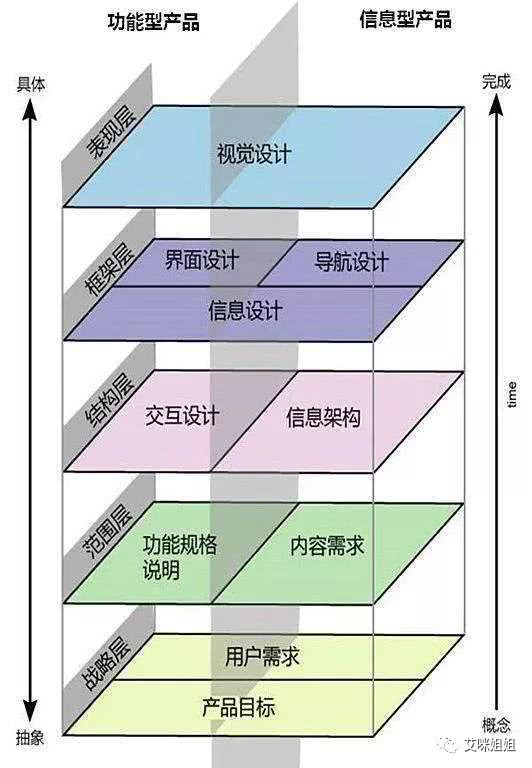 功能型产品
信息型产品
具体
完成
表现层
视觉设计
框架层
界面设计
导航设计
信息设计
结构层
交互设计
信息架构
time
范围层
功能规格
说明
内容需求
战略层
用户需求
产品目标
抽象
概念
艾咪姐姐